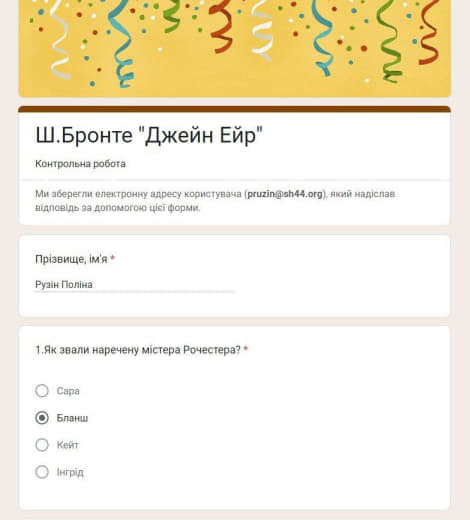 Ш.Бронте "Джейн Ейр"
Контрольна робота
Ми зберегли електронну адресу користувача (pruzin@sh44.org), який надіслав
відповідь за допомогою цієї форми.
Прізвище, ім'я *
Рузін Поліна
1.Як звали наречену містера Рочестера? *
Сара
Бланш
Кейт
Інгрід